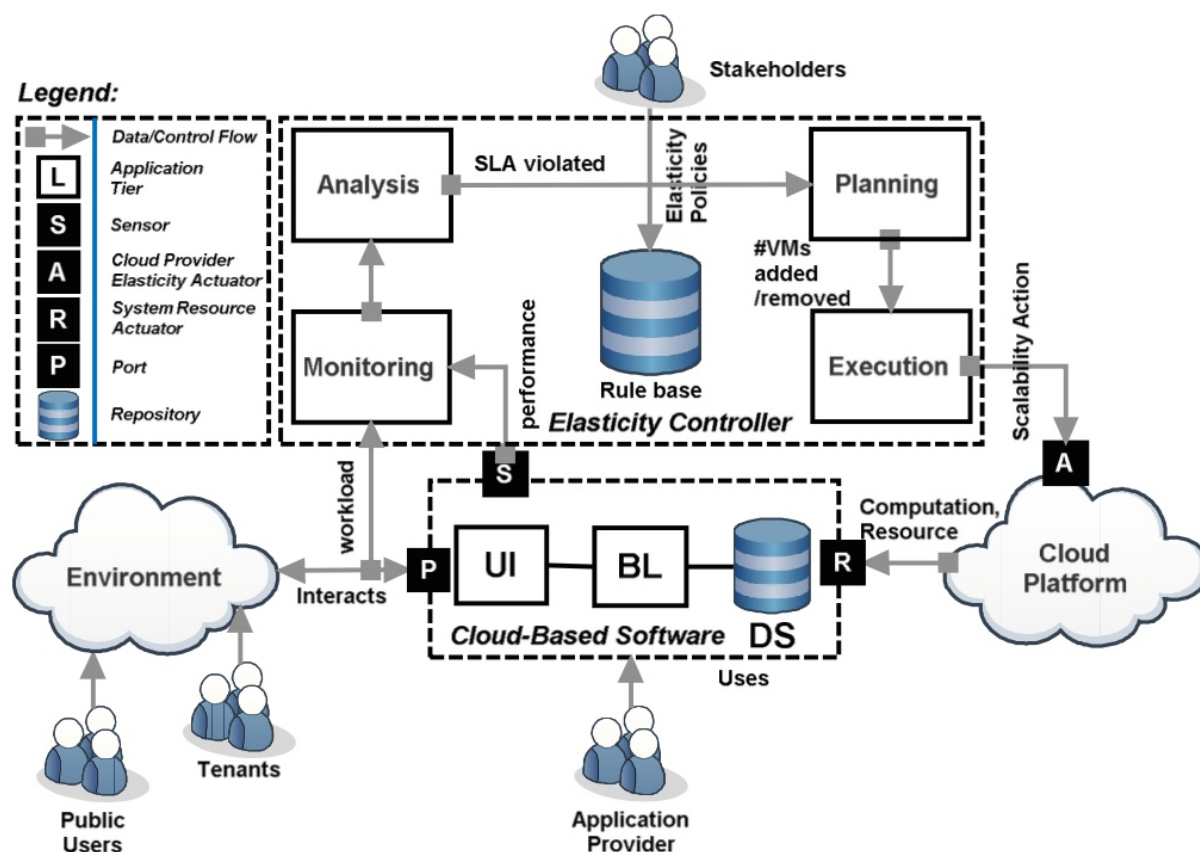 Stakeholders
Legend:
Data/Control Flow
L
Application
Tier
S
Sensor
A
Cloud Provider
Elasticity Actuator
R
System Resource
Actuator
P
Port
Repository
Analysis
SLA violated
Elasticity
Policies
Planning
#VMs
added
/removed
Monitoring
performance
Rule base
Execution
Scalability Action
Elasticity Controller
S
A
workload
Environment
Interacts
P
UI
BL
DS
Cloud-Based Software
R
Computation,
Resource
Cloud
Platform
Uses
Tenants
Public
Users
Application
Provider